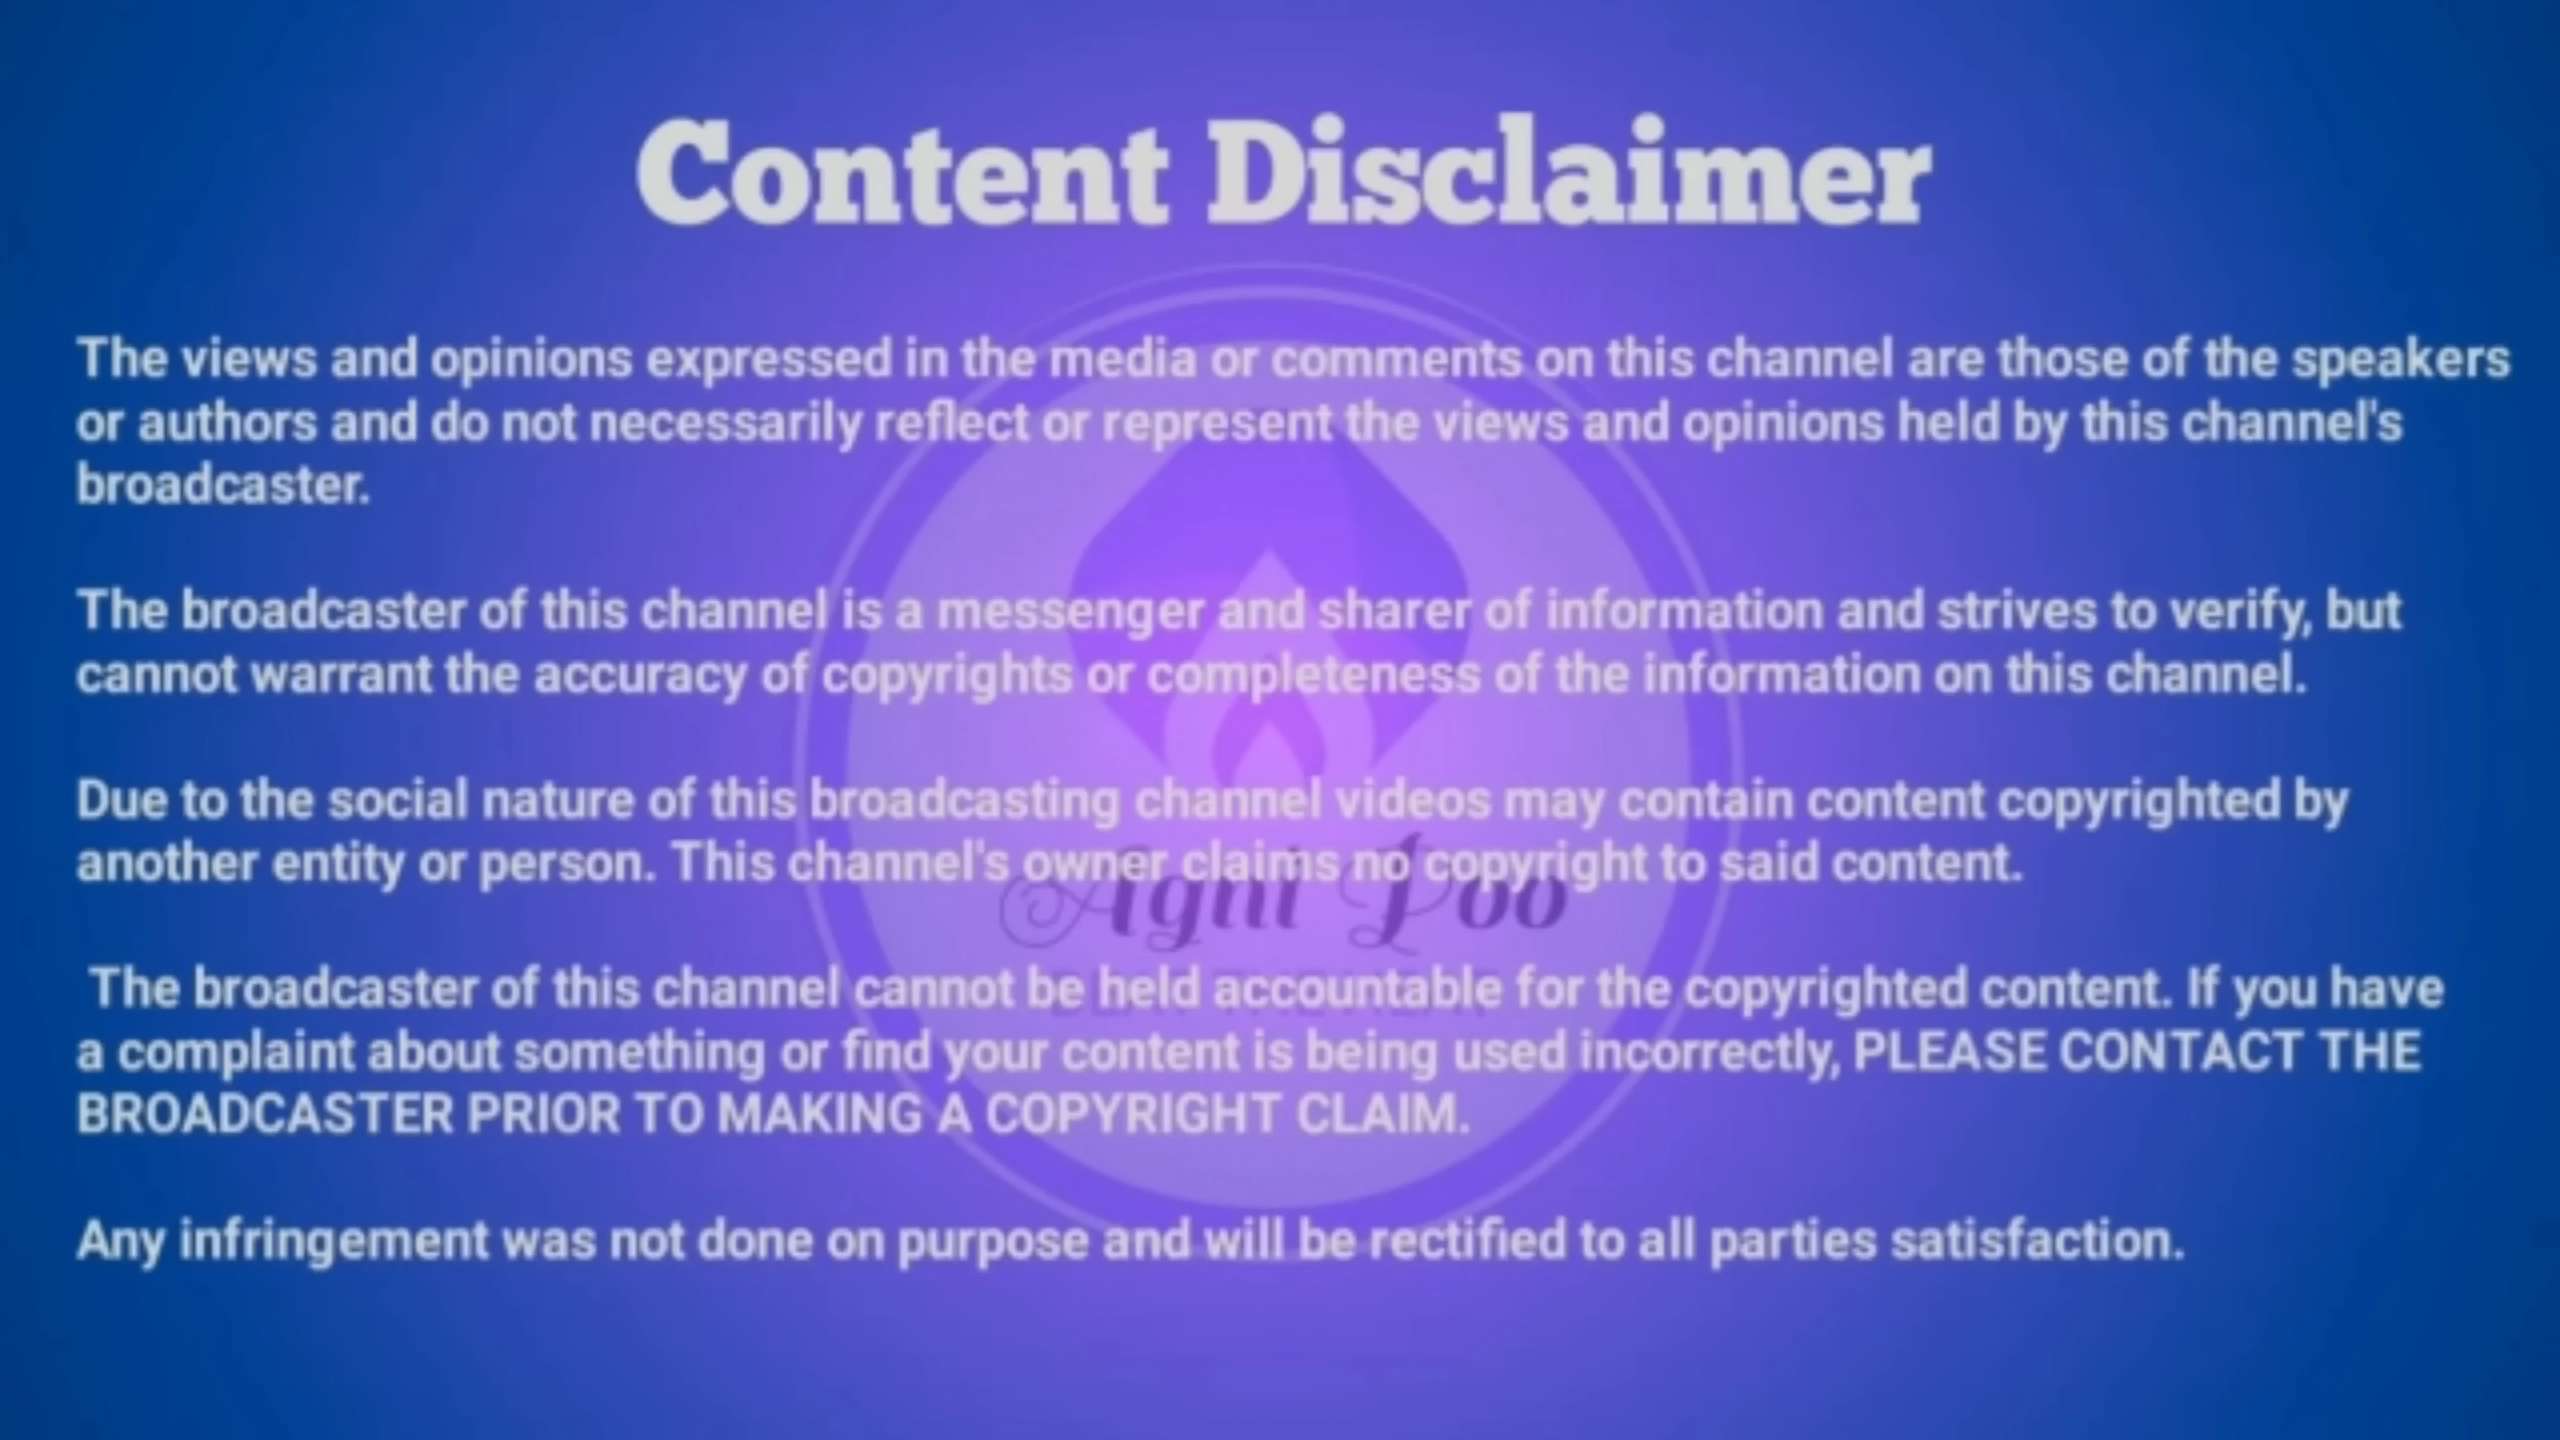 Content Disclaimer
The views and opinions expressed in the media or comments on this channel are those of the speakers
or authors and do not necessarily reflect or represent the views and opinions held by this channel's
broadcaster.
The broadcaster of this channel is a messenger and sharer of information and strives to verify, but
cannot warrant the accuracy of copyrights or completeness of the information on this channel.
Due to the social nature of this broadcasting channel videos may contain content copyrighted by
another entity or person. This channel's owner claims no copyright to said content.
Agni Poo
The broadcaster of this channel cannot be held accountable for the copyrighted content. If you have
a complaint about something or find your content is being used incorrectly, PLEASE CONTACT THE
BROADCASTER PRIOR TO MAKING A COPYRIGHT CLAIM.
Any infringement was not done on purpose and will be rectified to all parties satisfaction.